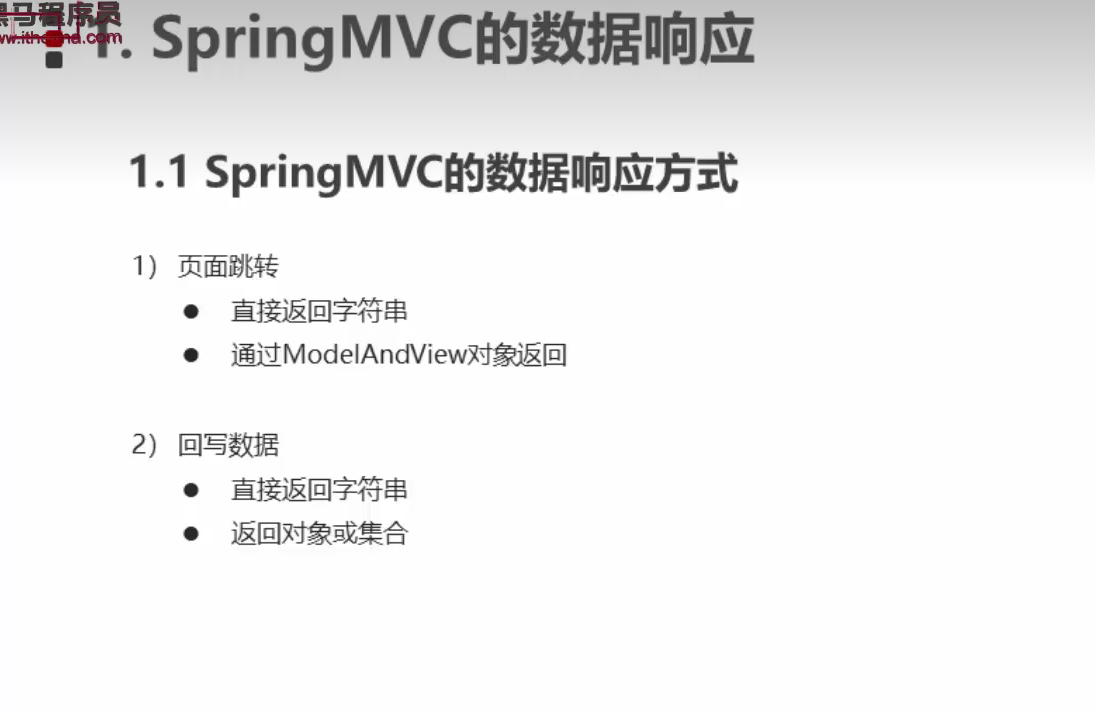 黑马程序员
www.itheima.com
1. SpringMVC的数据响应
1.1 SpringMVC的数据响应方式
1） 页面跳转
● 直接返回字符串
● 通过ModelAndView对象返回
2） 回写数据
● 直接返回字符串
● 返回对象或集合